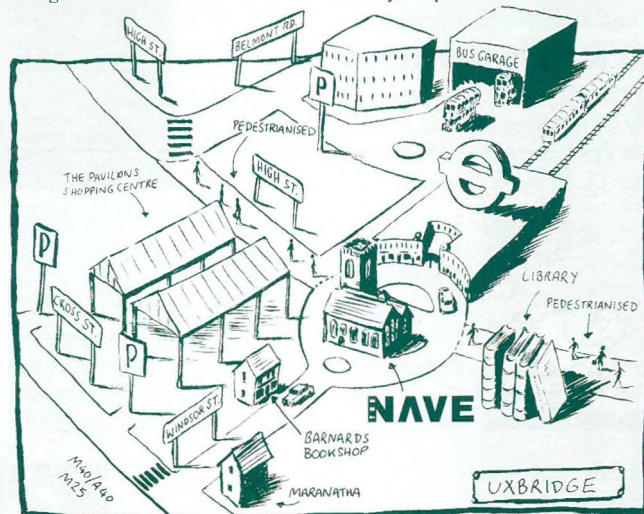 HIGH ST.
BELMONT RD.
BUS GARAGE
P
PEDESTRIANISED
THE PAVILIONS
SHOPPING CENTRE
HIGH ST.
P
LIBRARY
PEDESTRIANISED
CROSS ST.
P
NAVE
WINDSOR ST.
BARNARDS
BOOKSHOP
M40/A40
M25
MARANATHA
UXBRIDGE